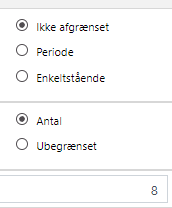 Ikke afgrænset
Periode
Enkeltstående
Antal
Ubegrænset
8